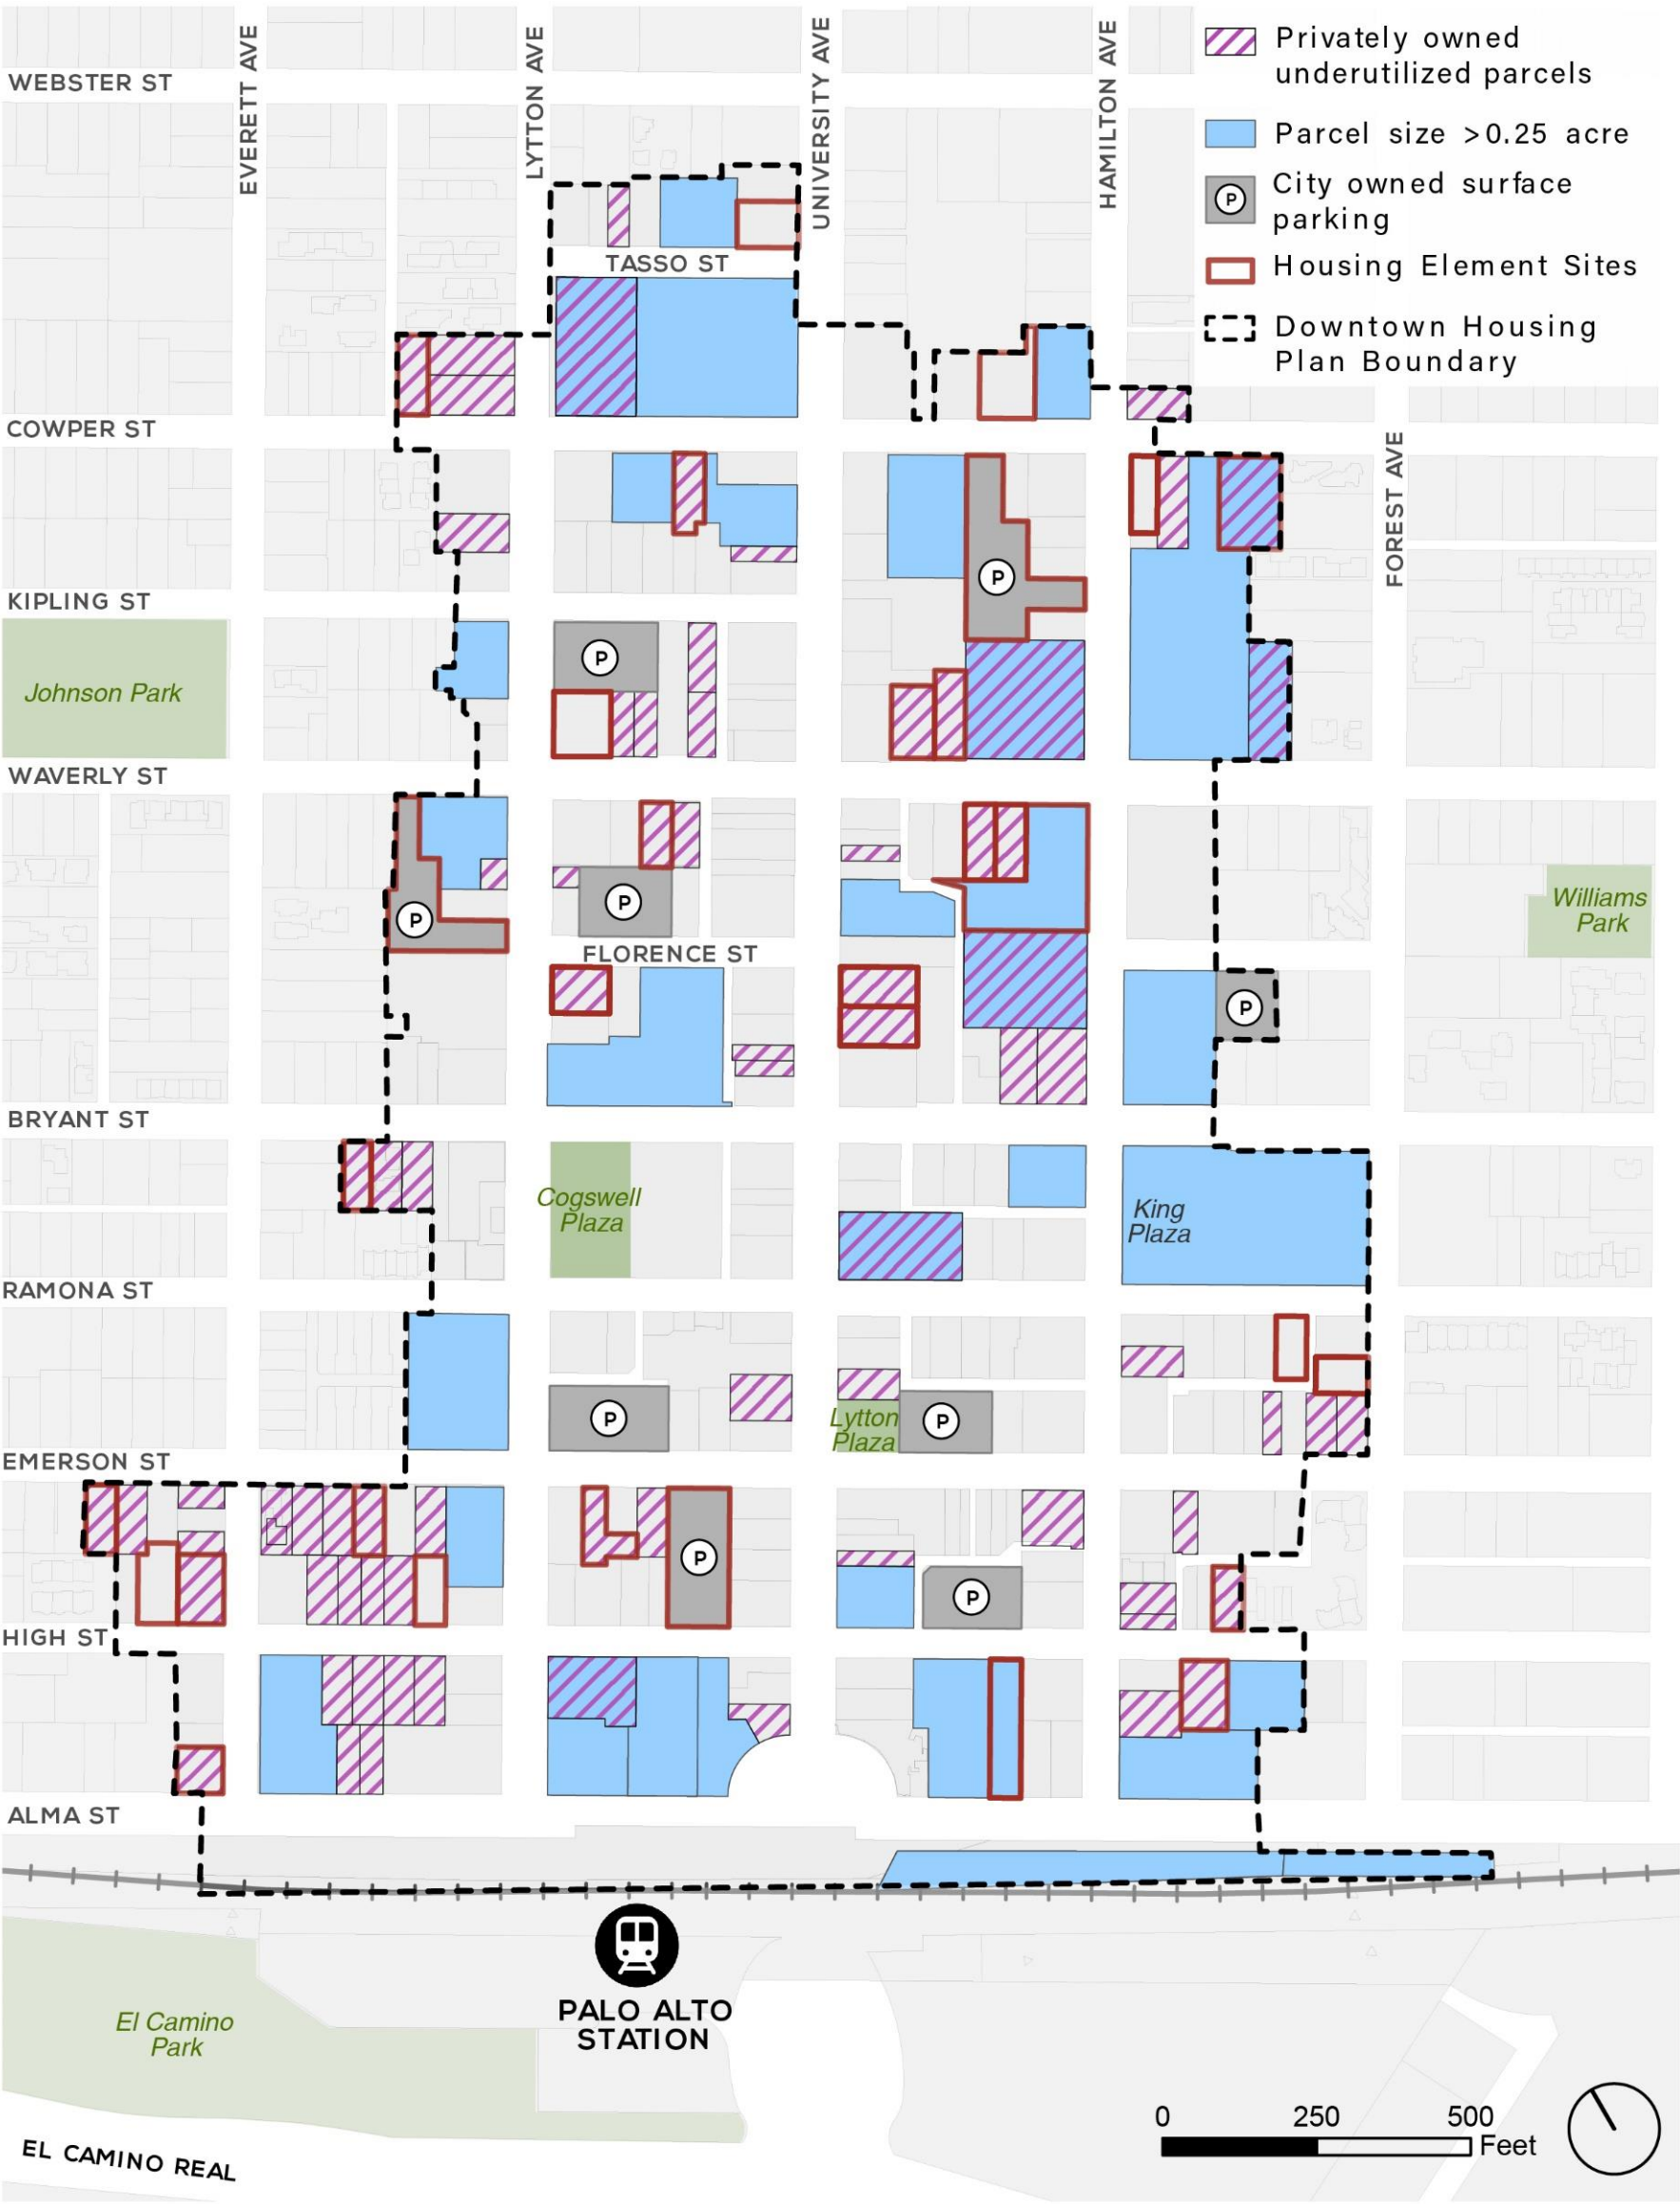 WEBSTER ST
EVERETT AVE
LYTTON AVE
UNIVERSITY AVE
HAMILTON AVE
Privately owned
underutilized parcels
Parcel size >0.25 acre
P
City owned surface
parking
Housing Element Sites
Downtown Housing
Plan Boundary
TASSO ST
COWPER ST
FOREST AVE
P
KIPLING ST
P
Johnson Park
WAVERLY ST
P
P
Williams
Park
FLORENCE ST
P
BRYANT ST
Cogswell
Plaza
King
Plaza
RAMONA ST
P
Lytton
Plaza
P
EMERSON ST
P
P
HIGH ST
ALMA ST
PALO ALTO
STATION
El Camino
Park
EL CAMINO REAL
0 250 500
Feet